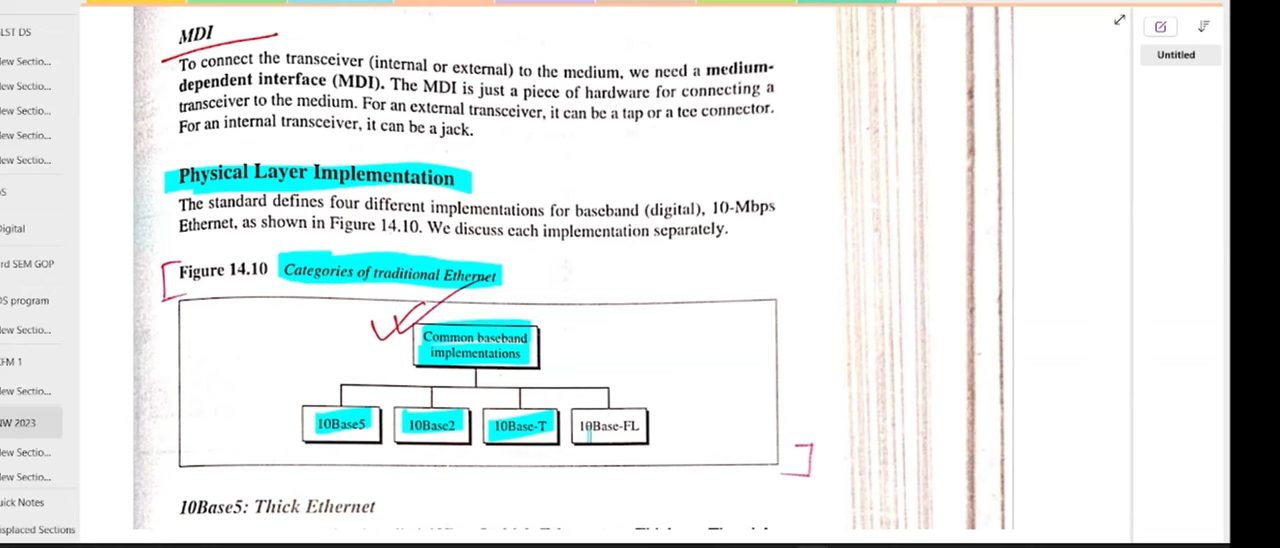 LST DS
ew Sectio...
ew Sectio...
ew Sectio...
ew Sectio...
ew Sectio...
igital
rd SEM GOP
S program
ew Sectio...
FM 1
ew Sectio...
W 2023
ew Sectio...
ew Sectio...
uick Notes
isplaced Sections
MDI
To connect the transceiver (internal or external) to the medium, we need a medium-
dependent interface (MDI). The MDI is just a piece of hardware for connecting a
transceiver to the medium. For an external transceiver, it can be a tap or a tee connector.
For an internal transceiver, it can be a jack.
Physical Layer Implementation
The standard defines four different implementations for baseband (digital), 10-Mbps
Ethernet, as shown in Figure 14.10. We discuss each implementation separately.
Figure 14.10 Categories of traditional Ethernet
Common baseband
implementations
10Base5
10Base2
10Base-T
10Base-FL
10Base5: Thick Ethernet
Untitled